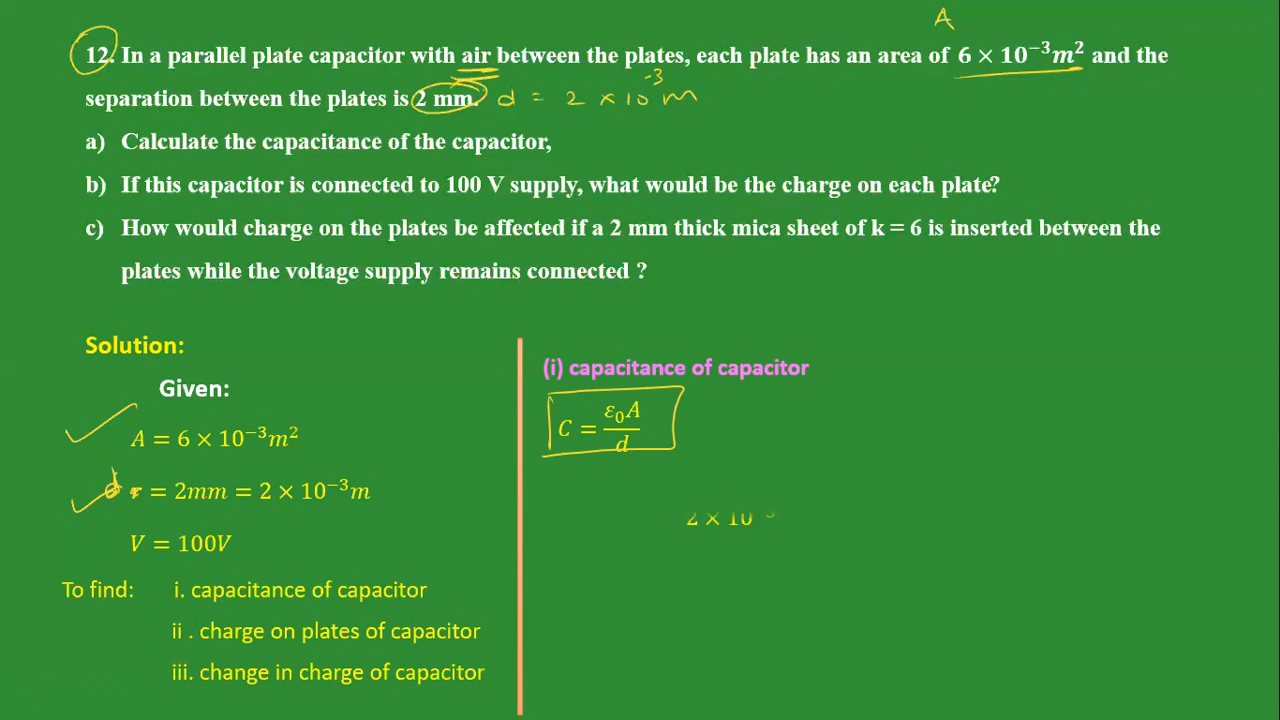 A
12. In a parallel plate capacitor with air between the plates, each plate has an area of 6 × 10⁻³m² and the
separation between the plates is 2 mm. d = 2 × 10⁻³ m
a) Calculate the capacitance of the capacitor,
b) If this capacitor is connected to 100 V supply, what would be the charge on each plate?
c) How would charge on the plates be affected if a 2 mm thick mica sheet of k = 6 is inserted between the
plates while the voltage supply remains connected ?
Solution:
Given:
A = 6 × 10⁻³m²
d r = 2mm = 2 × 10⁻³m
V = 100V
To find: i. capacitance of capacitor
ii . charge on plates of capacitor
iii. change in charge of capacitor
(i) capacitance of capacitor
C = ε₀A / d
2 × 10⁻³